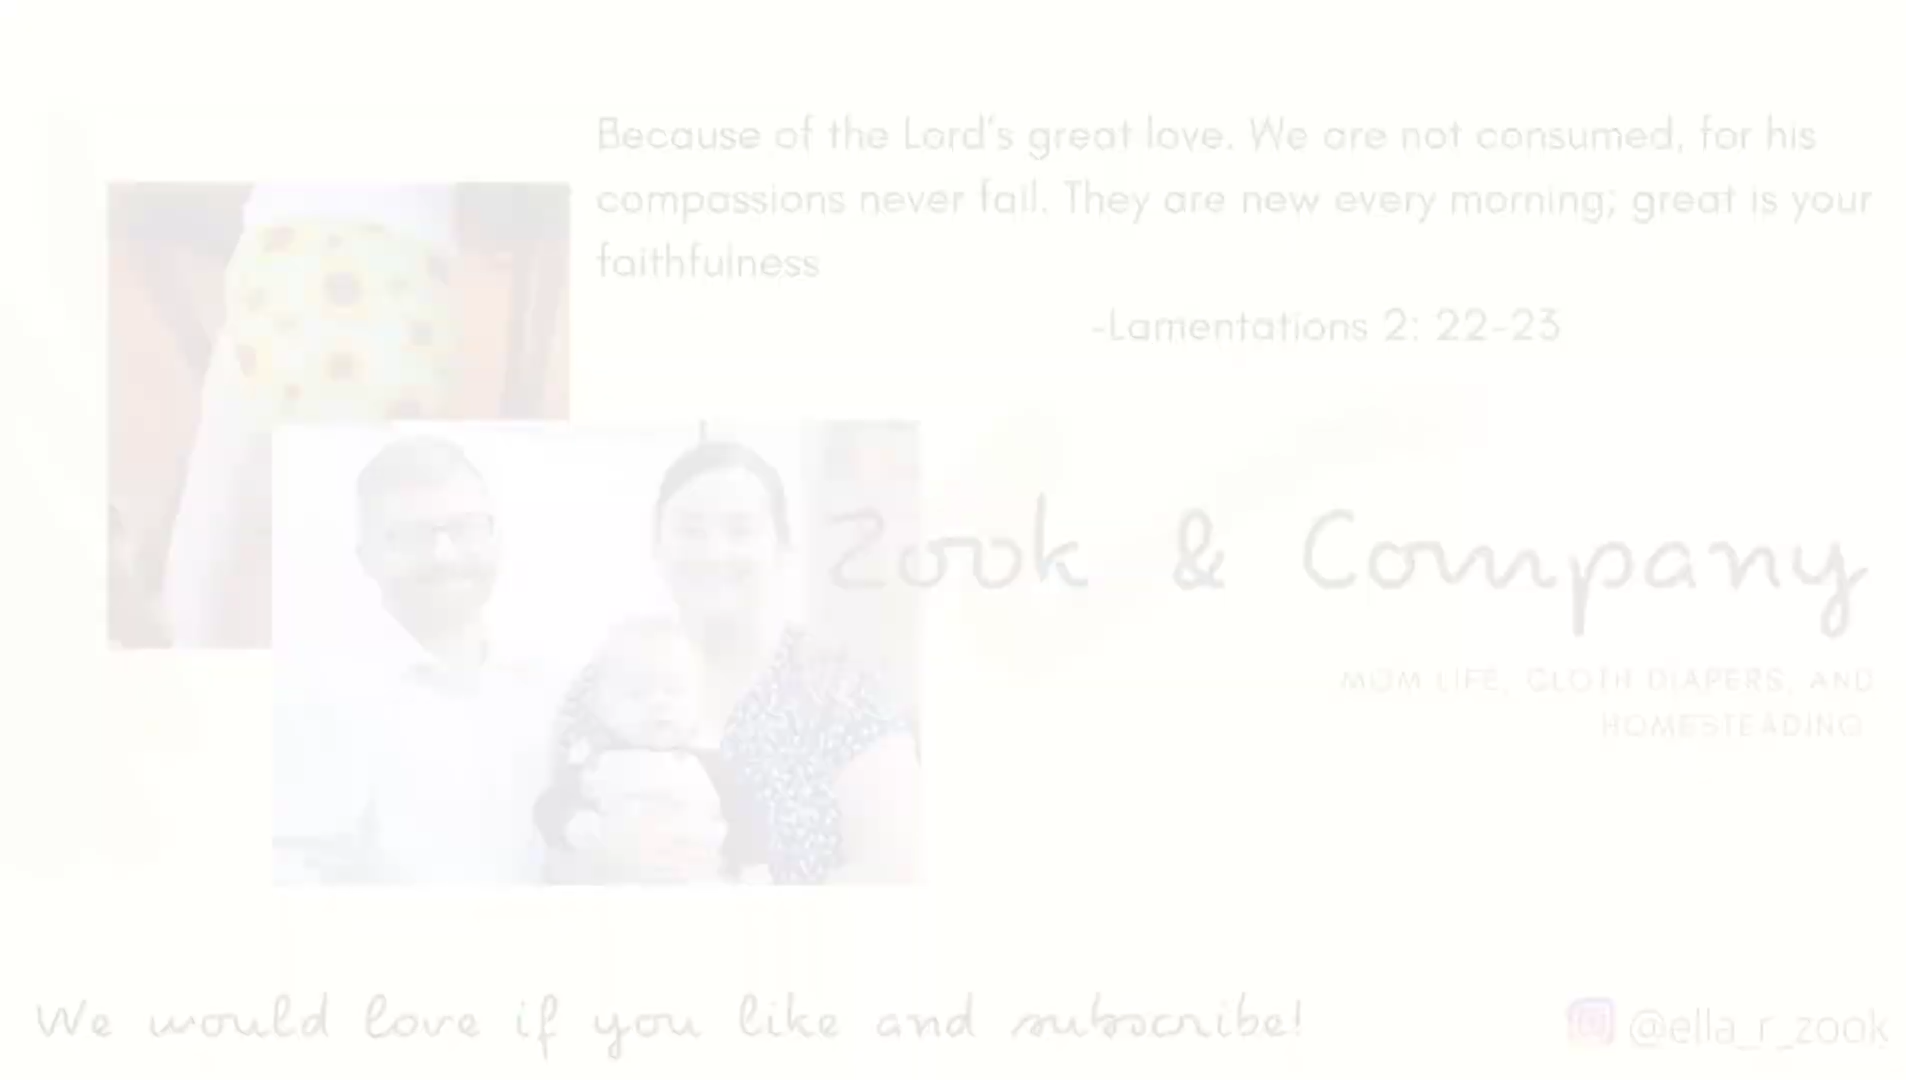 Because of the Lord's great love. We are not consumed, for his
compassions never fail. They are new every morning; great is your
faithfulness
-Lamentations 2: 22-23
Zook & Company
MOM LIFE, CLOTH DIAPERS, AND
HOMESTEADING
We would love if you like and subscribe!
@ella_r_zook